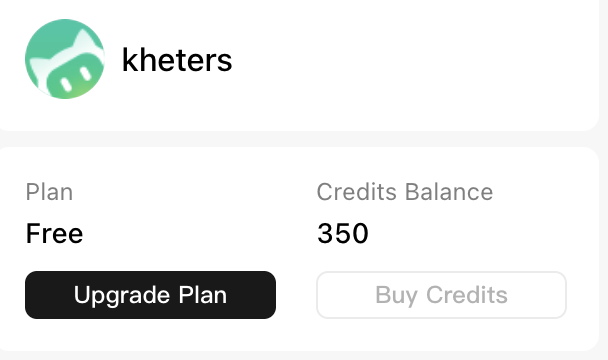 kheters
Plan
Credits Balance
Free
350
Upgrade Plan
Buy Credits